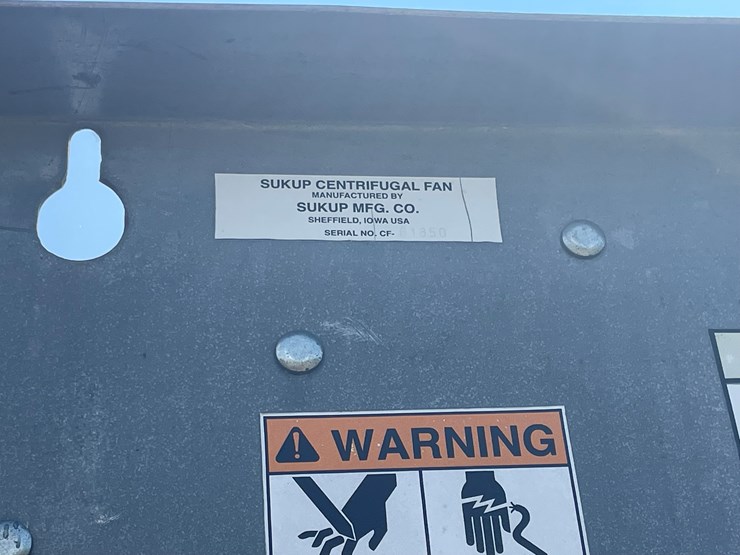 SUKUP CENTRIFUGAL FAN
MANUFACTURED BY
SUKUP MFG. CO.
SHEFFIELD, IOWA USA
SERIAL NO. CF-
WARNING